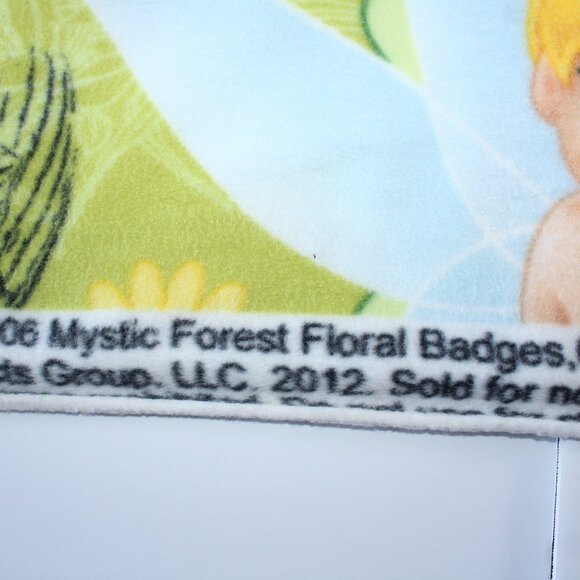 06 Mystic Forest Floral Badges,
ds Group. LLC 2012. Sold for